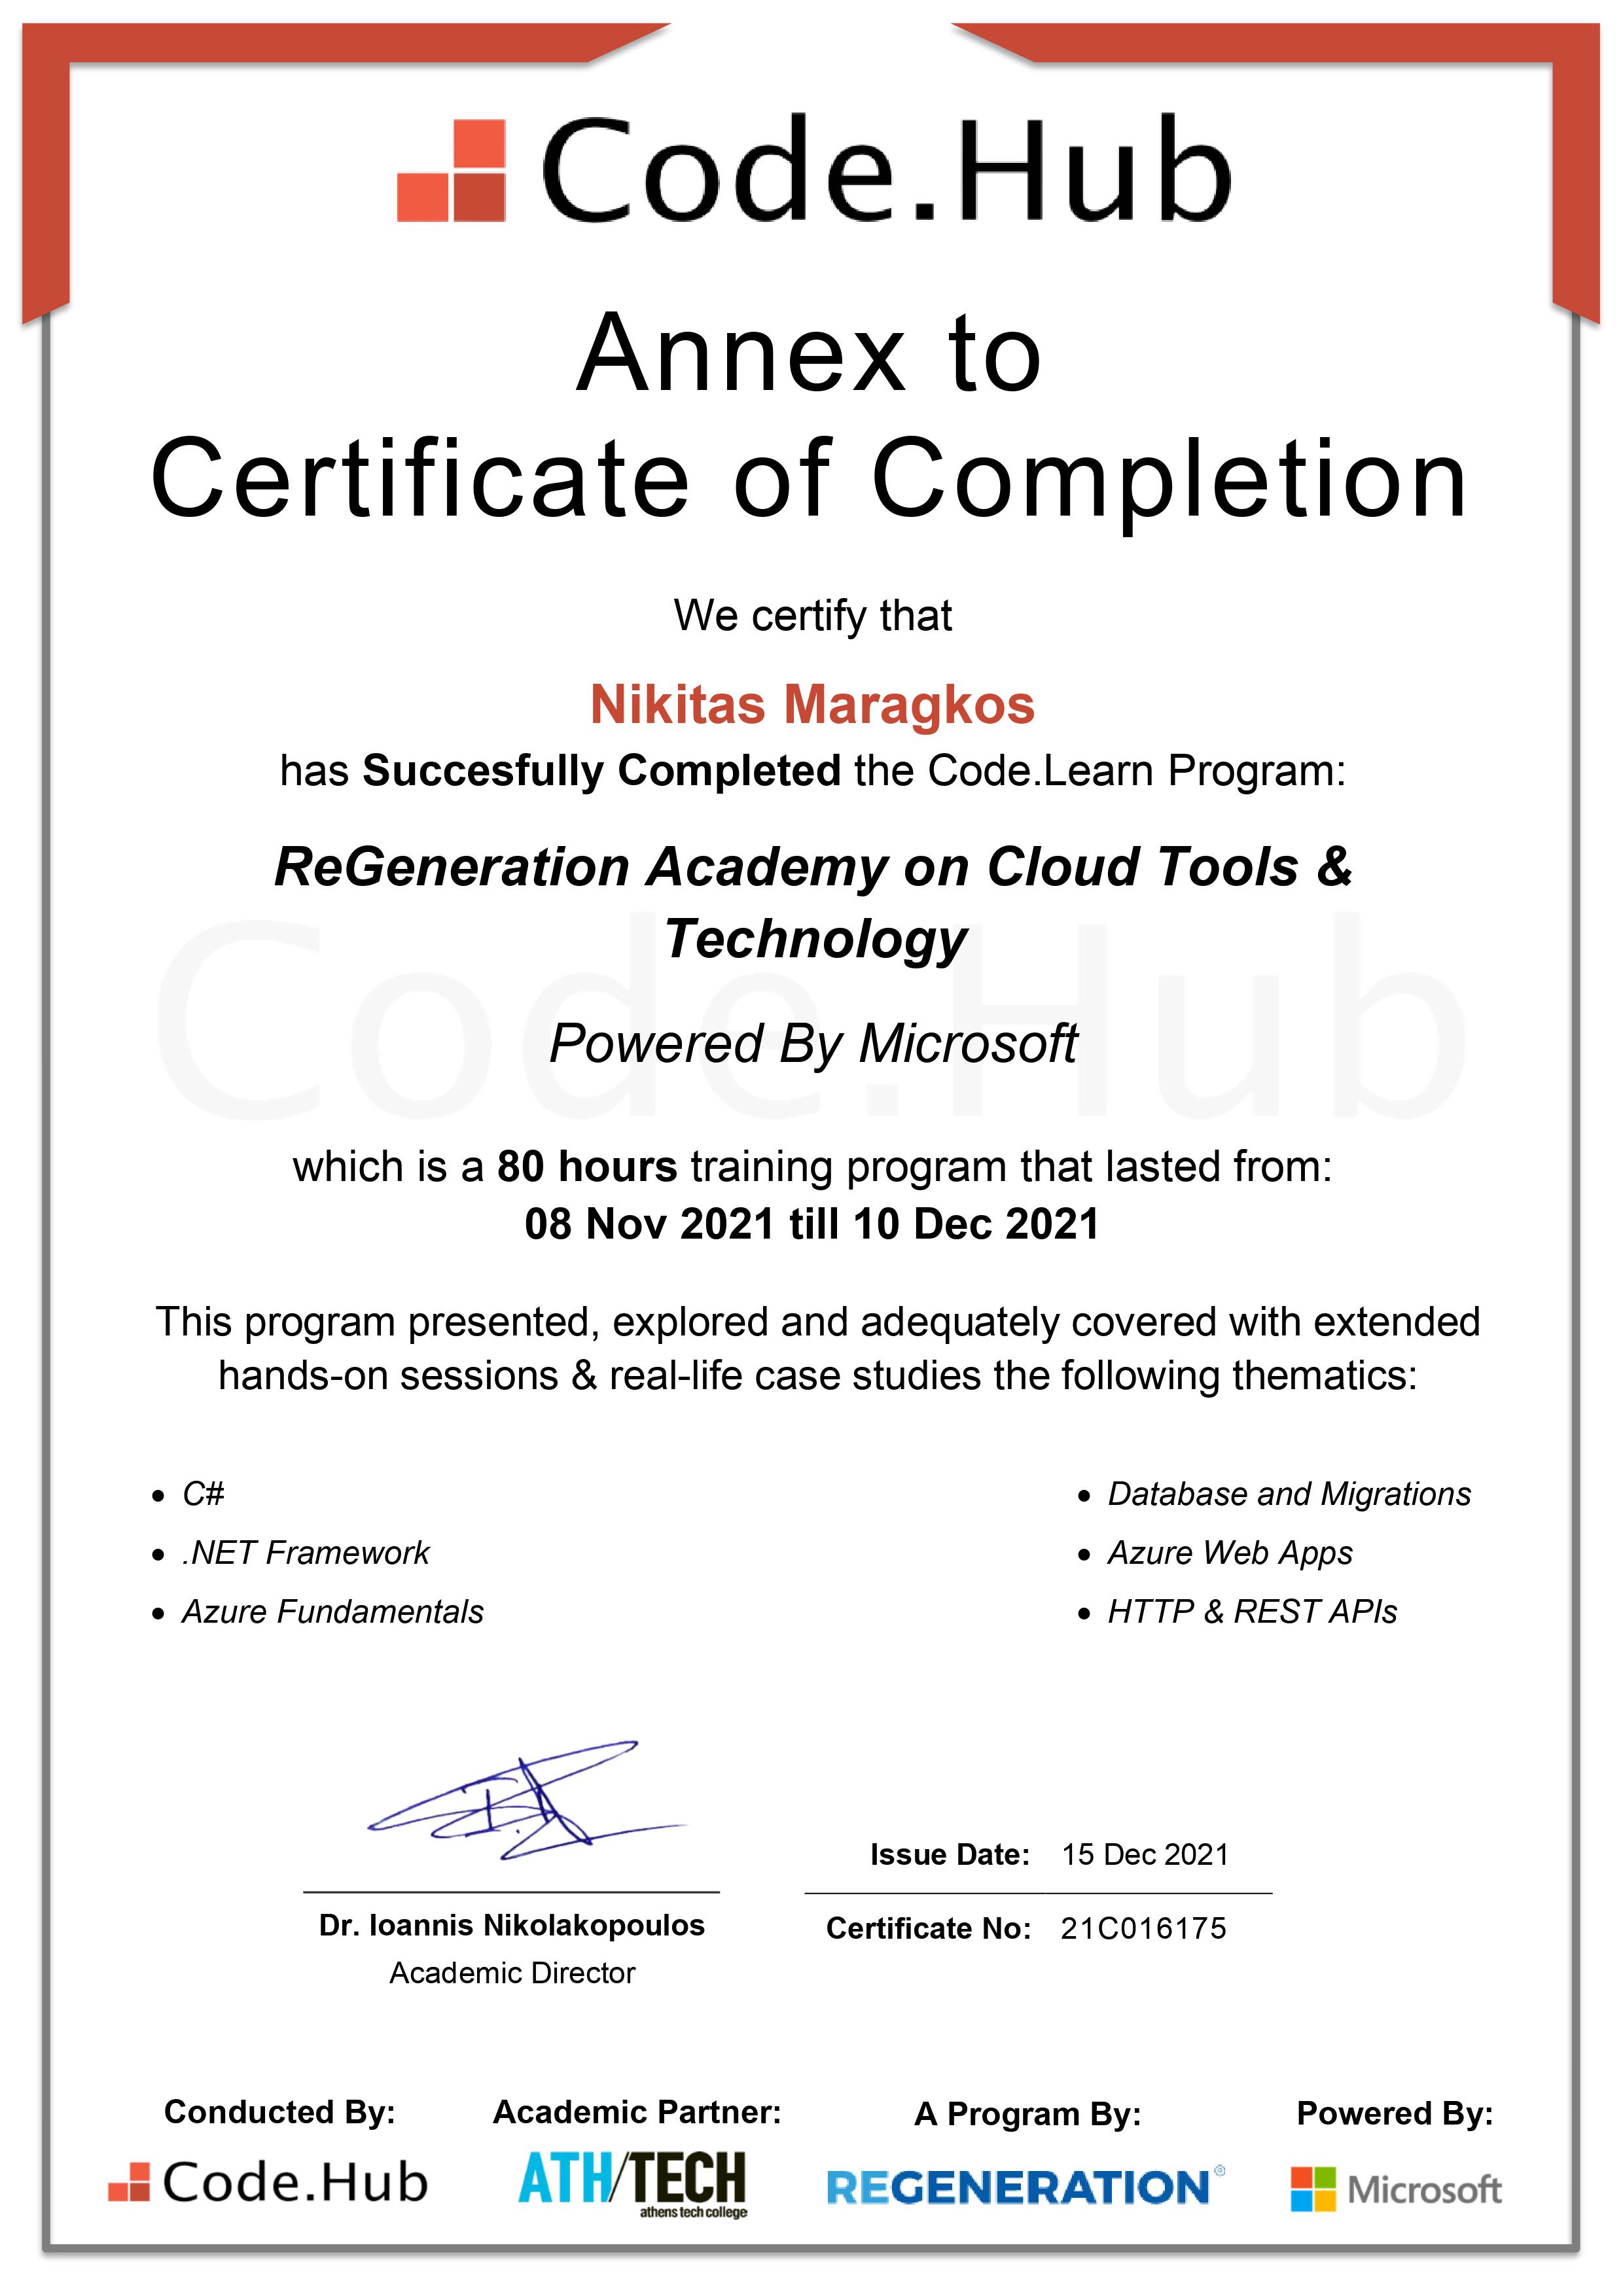 Code.Hub
Annex to
Certificate of Completion
We certify that
Nikitas Maragkos
has Succesfully Completed the Code.Learn Program:
ReGeneration Academy on Cloud Tools &
Technology
Code.Hub
Powered By Microsoft
which is a 80 hours training program that lasted from:
08 Nov 2021 till 10 Dec 2021
This program presented, explored and adequately covered with extended
hands-on sessions & real-life case studies the following thematics:
• C#
• .NET Framework
• Azure Fundamentals
• Database and Migrations
• Azure Web Apps
• HTTP & REST APIs
Dr. Ioannis Nikolakopoulos
Academic Director
Issue Date: 15 Dec 2021
Certificate No: 21C016175
Conducted By:
Code.Hub
Academic Partner:
ATH/TECH
athens tech college
A Program By:
REGENERATION®
Powered By:
Microsoft